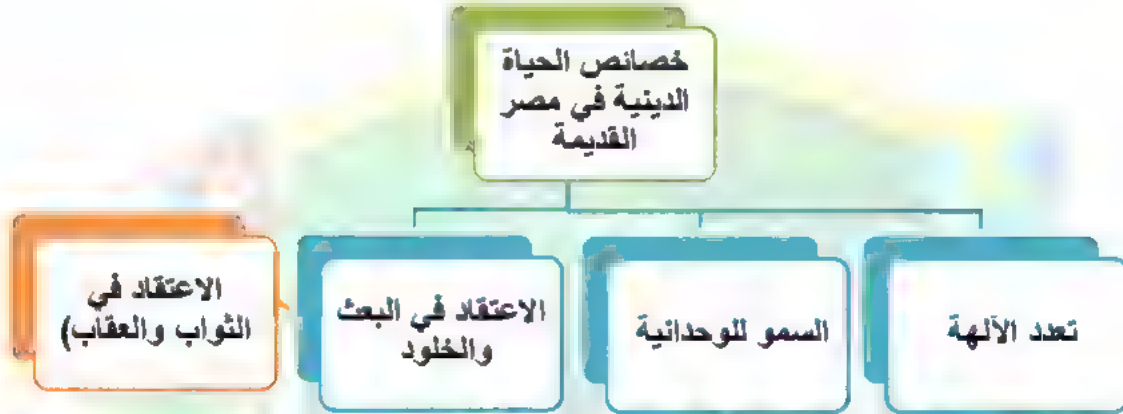 خصائص الحياة
الدينية في مصر
القديمة
تعدد الآلهة
السمو للوحدانية
الاعتقاد في البعث
والخلود
الاعتقاد في
الثواب والعقاب)